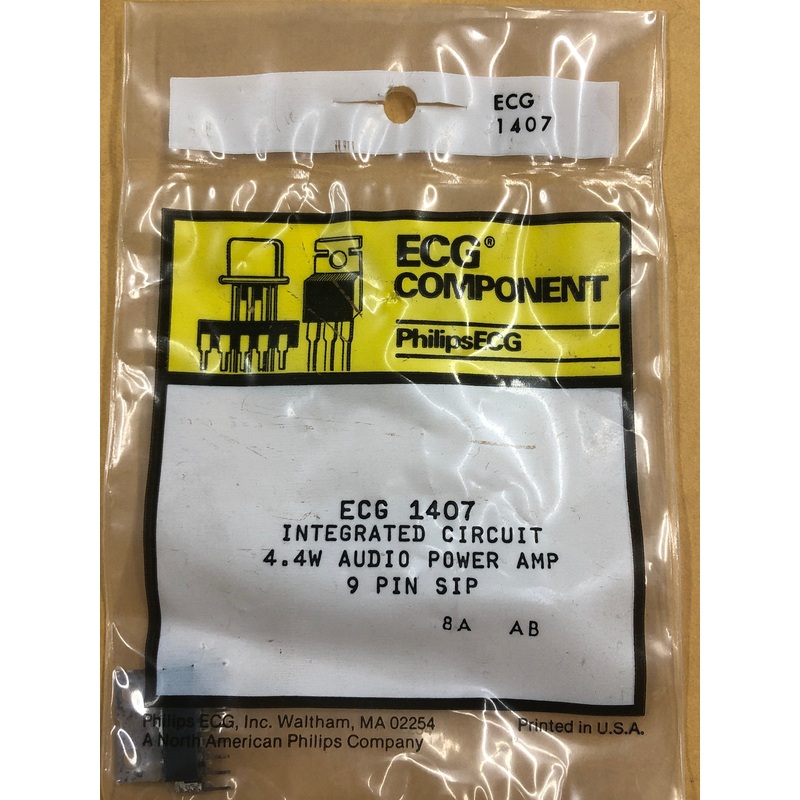 ECG
1407
ECG®
COMPONENT
PhilipsECG
ECG 1407
INTEGRATED CIRCUIT
4.4W AUDIO POWER AMP
9 PIN SIP
8A AB
Philips ECG, Inc. Waltham, MA 02254
A North American Philips Company
Printed in U.S.A.